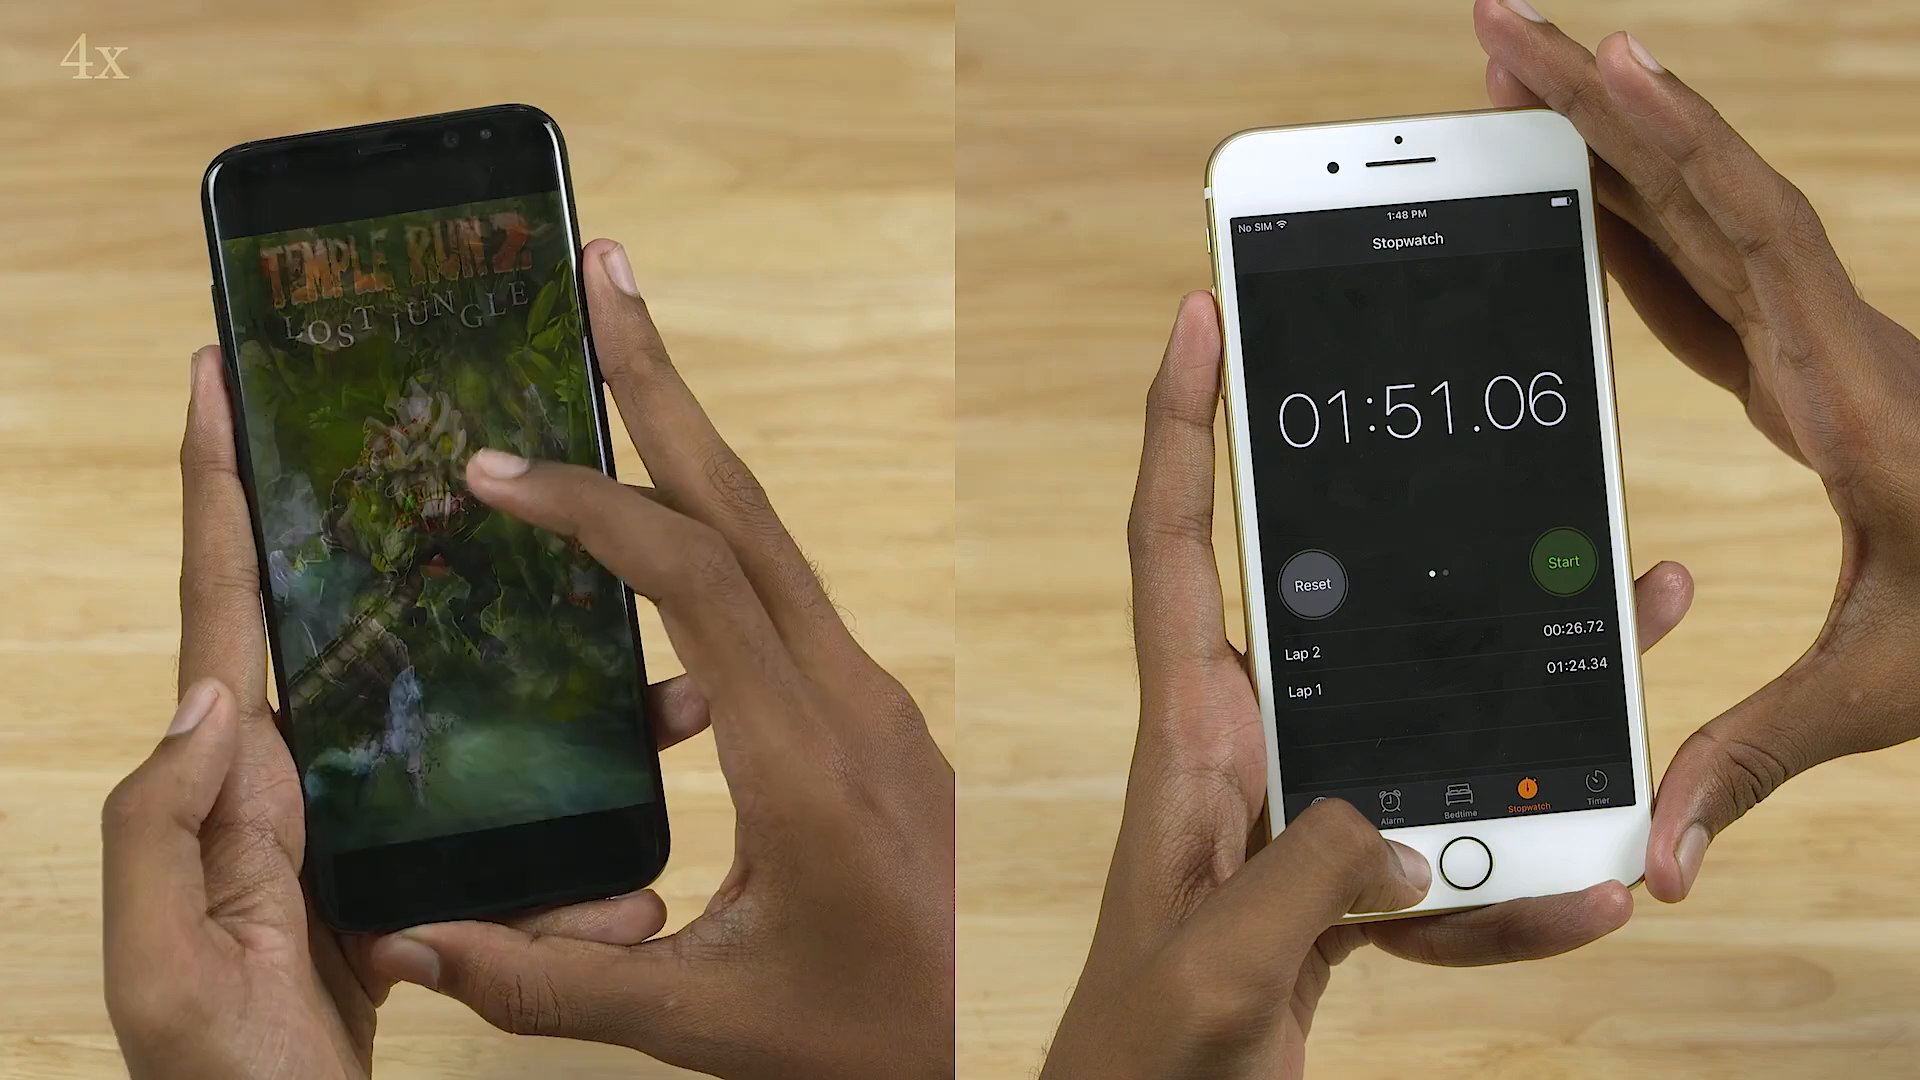 4x
TEMPLE RUN 2
LOST JUNGLE
No SIM
1:48 PM
Stopwatch
01:51.06
Reset
Start
Lap 2
00:26.72
Lap 1
01:24.34
Alarm
Bedtime
Stopwatch
Timer